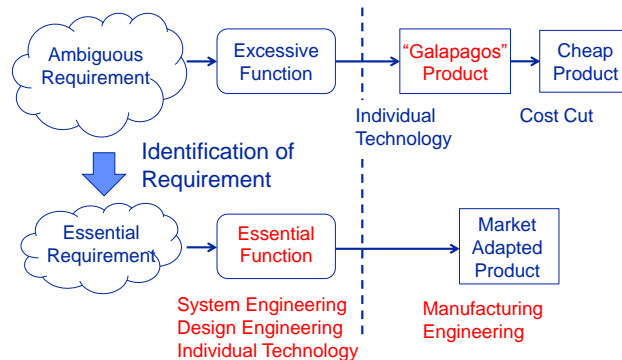 Ambiguous
Requirement
Excessive
Function
“Galapagos”
Product
Cheap
Product
Individual
Technology
Cost Cut
Identification of
Requirement
Essential
Requirement
Essential
Function
Market
Adapted
Product
System Engineering
Design Engineering
Individual Technology
Manufacturing
Engineering